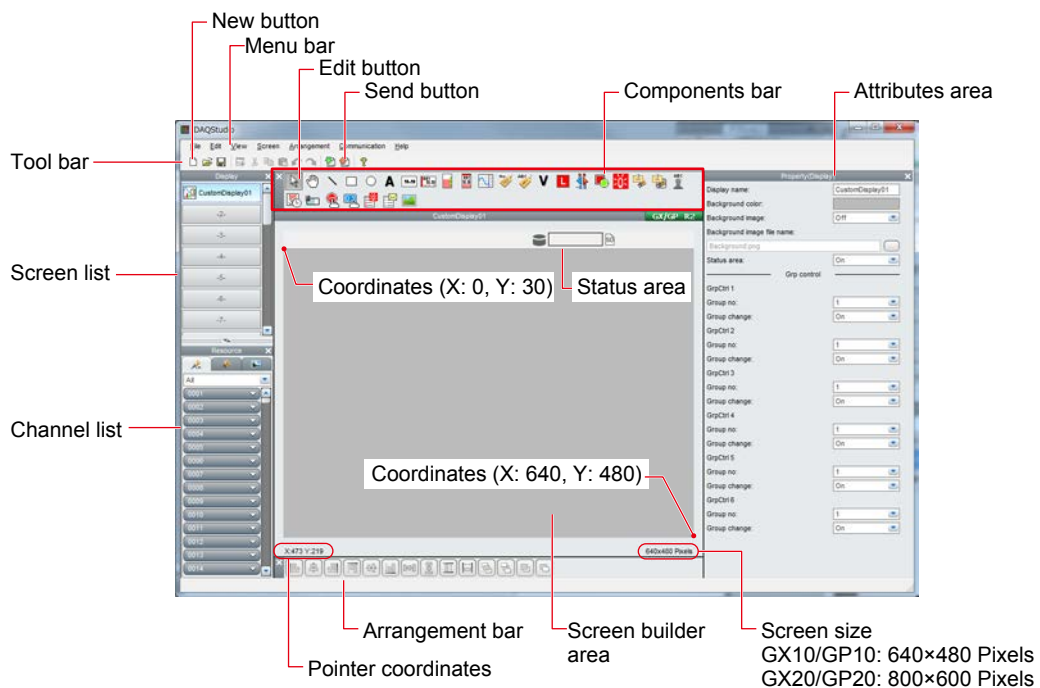 New button
Menu bar
Edit button
Send button
Components bar
Attributes area
DAQStudio
File Edit View Screen Arrangement Communication Help
Tool bar
Display
Property(Display)
CustomDisplay01
Display name: CustomDisplay01
Background color:
-2-
Background image: Off
CustomDisplay01
GX/GP R2
Background image file name:
-3-
Background.png
-4-
Status area: On
Grp control
Screen list
-5-
Coordinates (X: 0, Y: 30)
Status area
GrpCtrl 1
-6-
Group no: 1
-7-
Group change: On
GrpCtrl 2
Group no: 1
Resource
Group change: On
GrpCtrl 3
All
Group no: 1
0001
Group change: On
0002
GrpCtrl 4
0003
Channel list
Group no: 1
0004
Group change: On
0005
GrpCtrl 5
0006
Coordinates (X: 640, Y: 480)
0007
Group no: 1
0008
Group change: On
0009
GrpCtrl 6
0010
Group no: 1
0011
Group change: On
0012
0013
X:473 Y:219
640x480 Pixels
0014
Arrangement bar
Screen builder
area
Screen size
GX10/GP10: 640×480 Pixels
GX20/GP20: 800×600 Pixels
Pointer coordinates